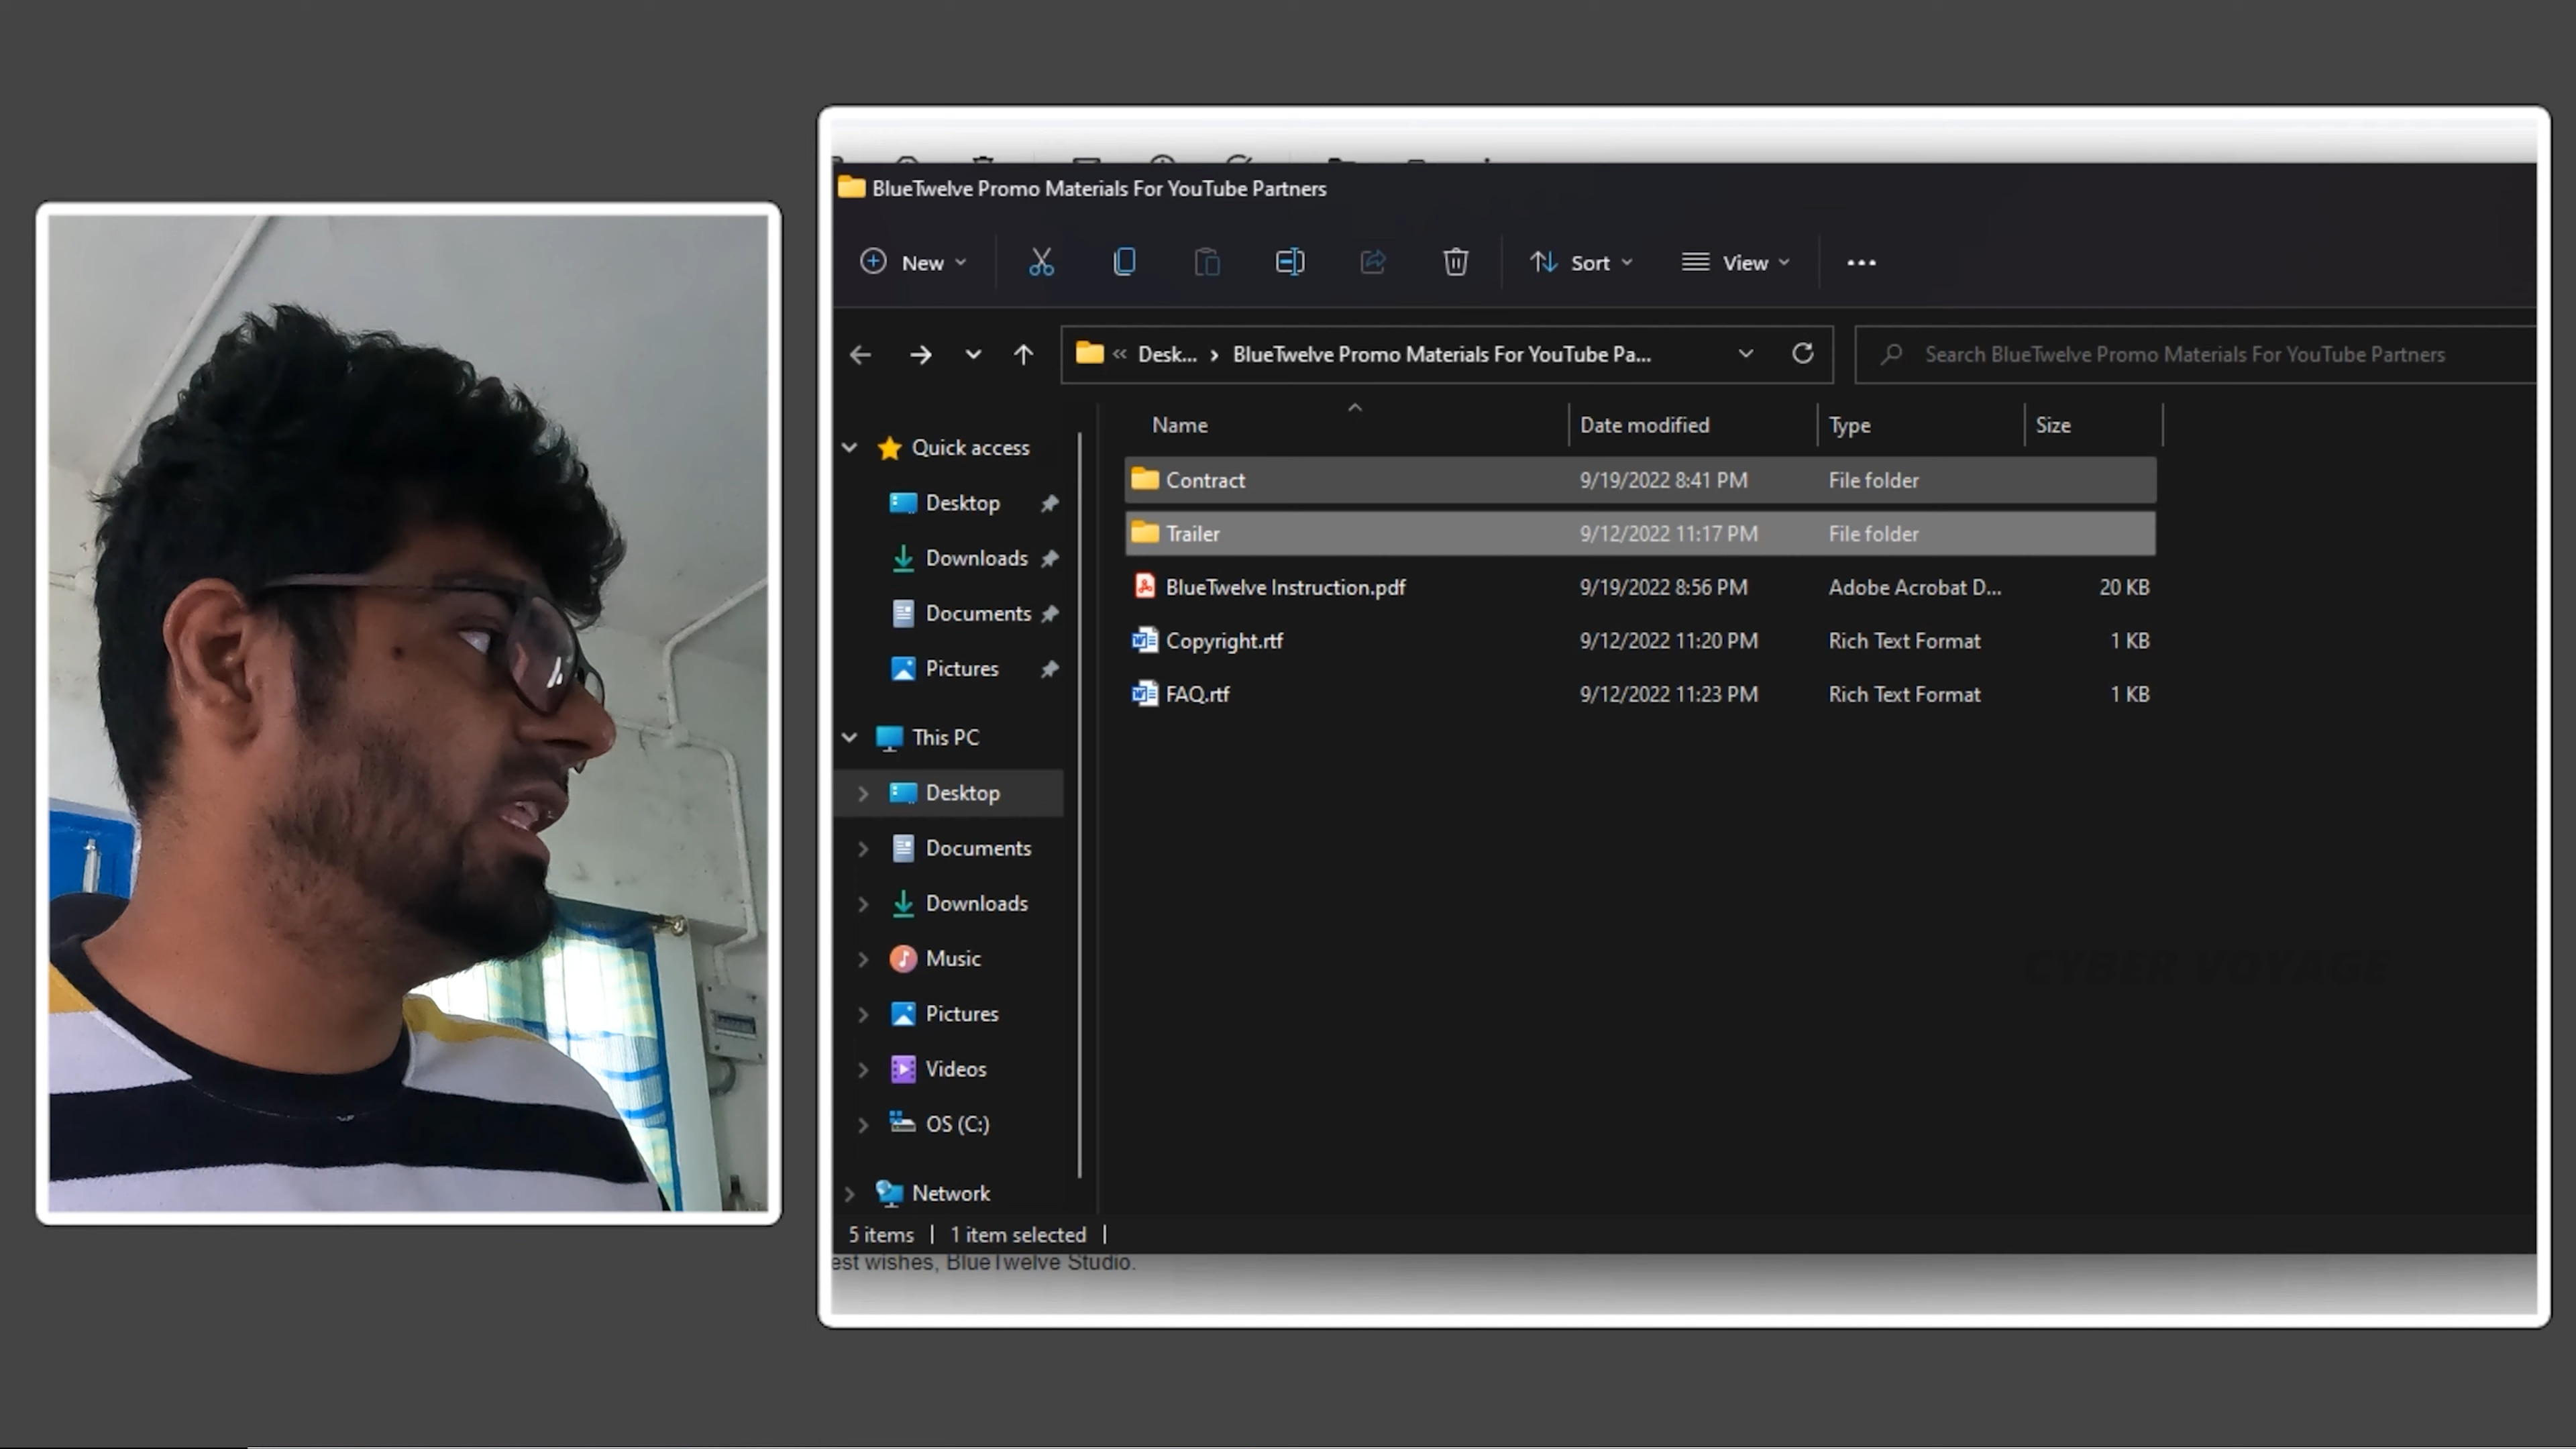 BlueTwelve Promo Materials For YouTube Partners
New
Sort
View
Desk...
BlueTwelve Promo Materials For YouTube Pa...
Search BlueTwelve Promo Materials For YouTube Partners
Name Date modified Type Size
Quick access
Desktop
Downloads
Documents
Pictures
This PC
Desktop
Documents
Downloads
Music
Pictures
Videos
OS (C:)
Network
Contract 9/19/2022 8:41 PM File folder
Trailer 9/12/2022 11:17 PM File folder
BlueTwelve Instruction.pdf 9/19/2022 8:56 PM Adobe Acrobat D... 20 KB
Copyright.rtf 9/12/2022 11:20 PM Rich Text Format 1 KB
FAQ.rtf 9/12/2022 11:23 PM Rich Text Format 1 KB
CYBER VOYAGE
5 items | 1 item selected |
est wishes, BlueTwelve Studio.